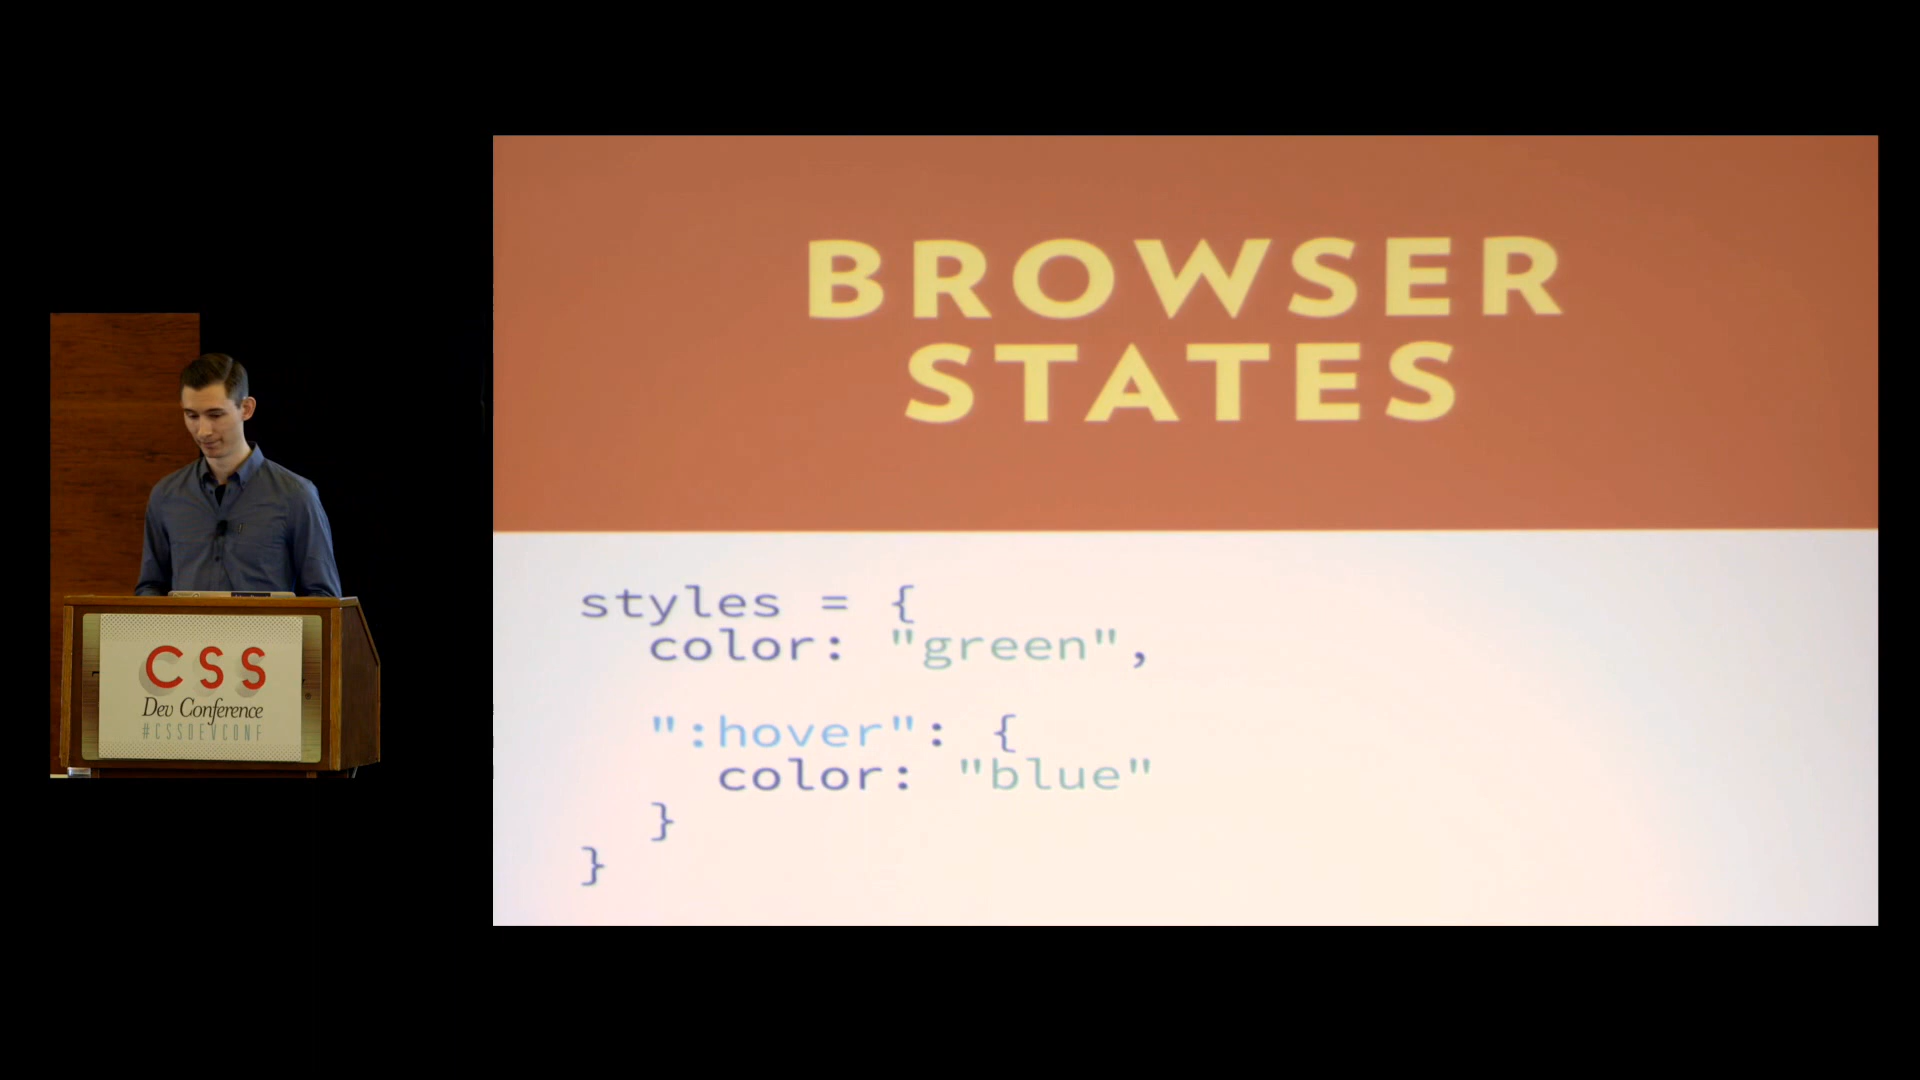 BROWSER
STATES
styles = {
color: "green",
":hover": {
color: "blue"
}
}
CSS
Dev Conference
#CSSDEVCONF